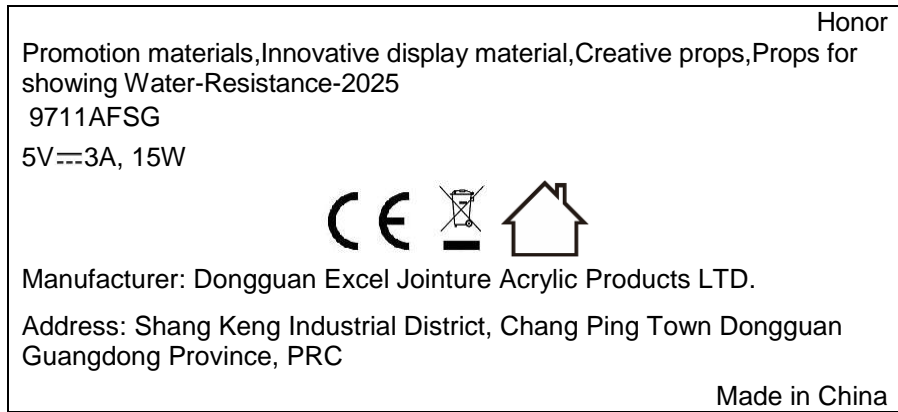 Honor
Promotion materials,Innovative display material,Creative props,Props for
showing Water-Resistance-2025
9711AFSG
5V⎓3A, 15W
CE
Manufacturer: Dongguan Excel Jointure Acrylic Products LTD.
Address: Shang Keng Industrial District, Chang Ping Town Dongguan
Guangdong Province, PRC
Made in China